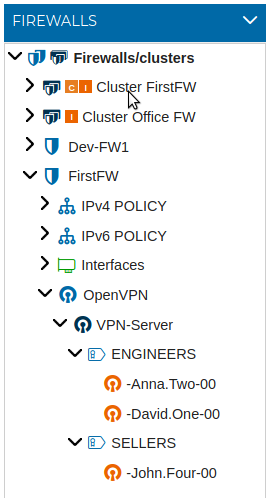 FIREWALLS
Firewalls/clusters
C I Cluster FirstFW
I Cluster Office FW
Dev-FW1
FirstFW
IPv4 POLICY
IPv6 POLICY
Interfaces
OpenVPN
VPN-Server
ENGINEERS
-Anna.Two-00
-David.One-00
SELLERS
-John.Four-00